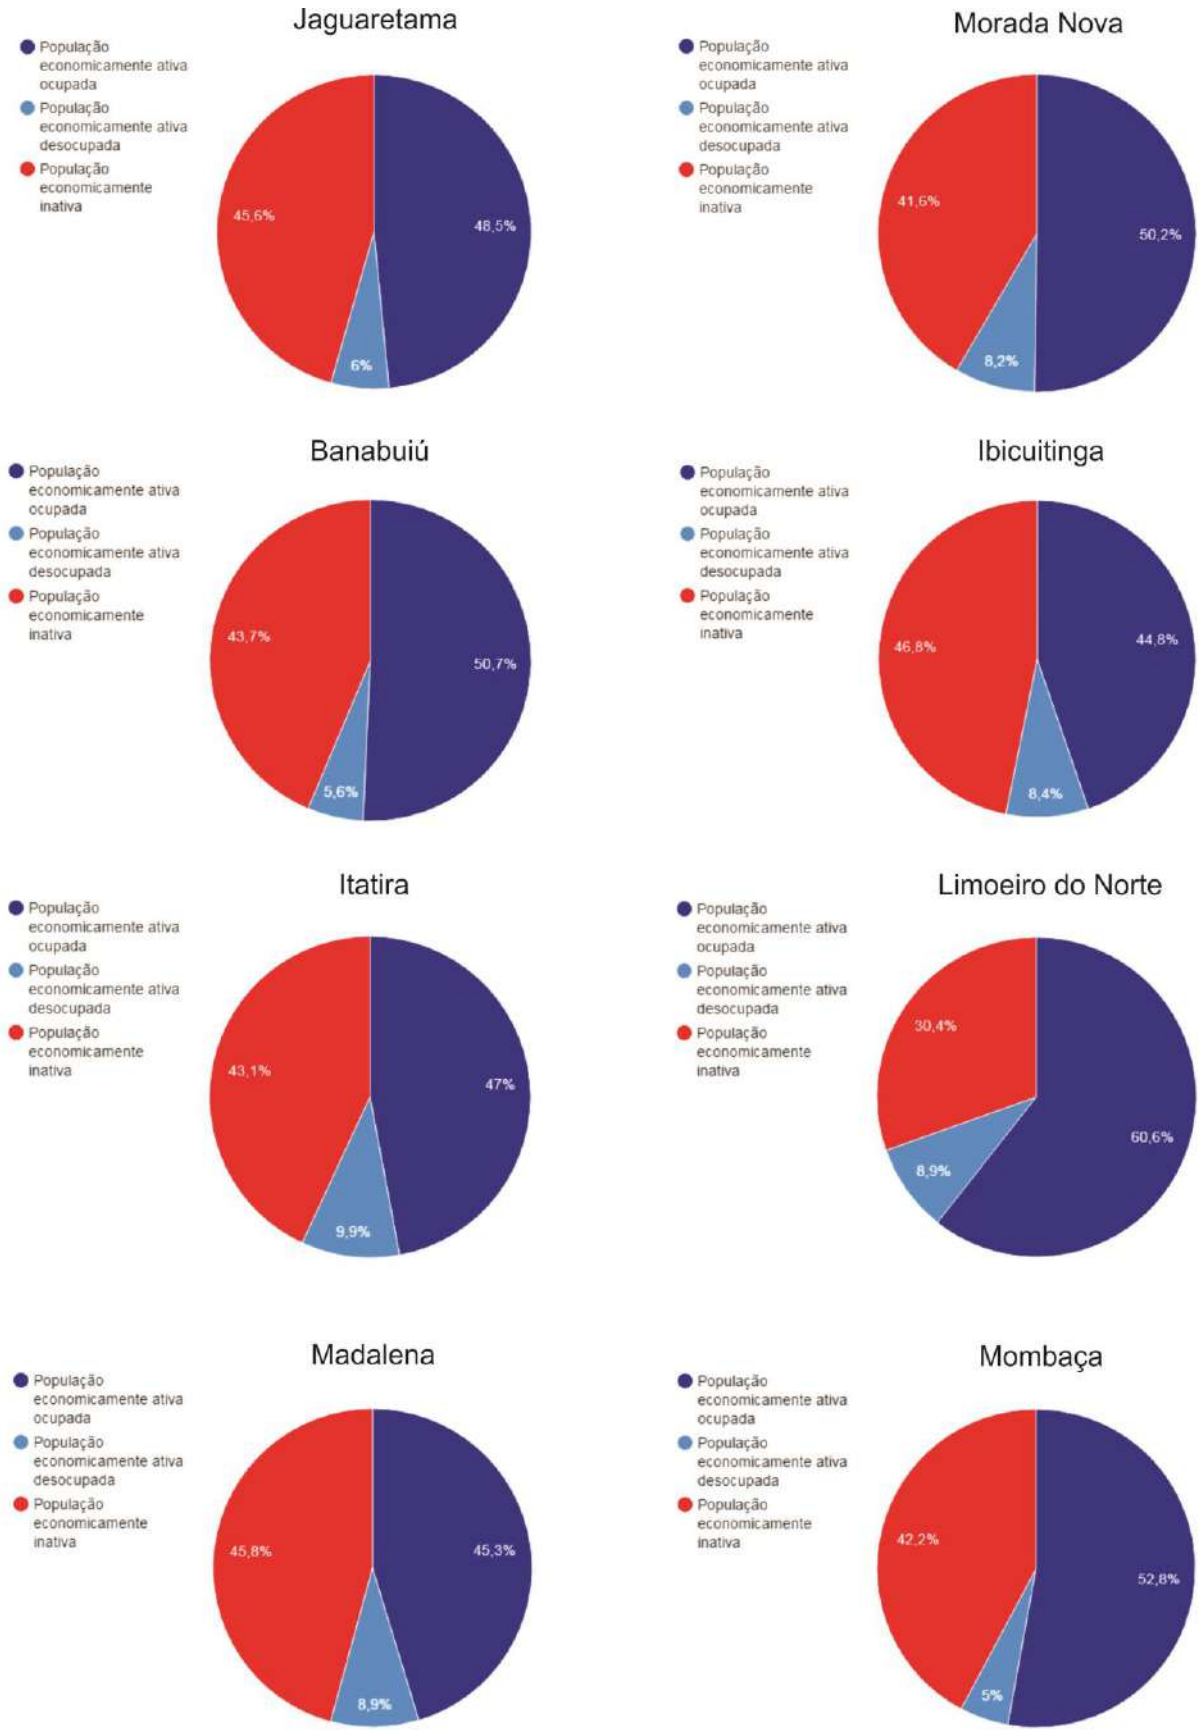 Jaguaretama
População
economicamente ativa
ocupada
População
economicamente ativa
desocupada
População
economicamente
inativa
45,6%
48,5%
6%
Morada Nova
População
economicamente ativa
ocupada
População
economicamente ativa
desocupada
População
economicamente
inativa
41,6%
50,2%
8,2%
Banabuiú
População
economicamente ativa
ocupada
População
economicamente ativa
desocupada
População
economicamente
inativa
43,7%
50,7%
5,6%
Ibicuitinga
População
economicamente ativa
ocupada
População
economicamente ativa
desocupada
População
economicamente
inativa
46,8%
44,8%
8,4%
Itatira
População
economicamente ativa
ocupada
População
economicamente ativa
desocupada
População
economicamente
inativa
43,1%
47%
9,9%
Limoeiro do Norte
População
economicamente ativa
ocupada
População
economicamente ativa
desocupada
População
economicamente
inativa
30,4%
60,6%
8,9%
Madalena
População
economicamente ativa
ocupada
População
economicamente ativa
desocupada
População
economicamente
inativa
45,8%
45,3%
8,9%
Mombaça
População
economicamente ativa
ocupada
População
economicamente ativa
desocupada
População
economicamente
inativa
42,2%
52,8%
5%